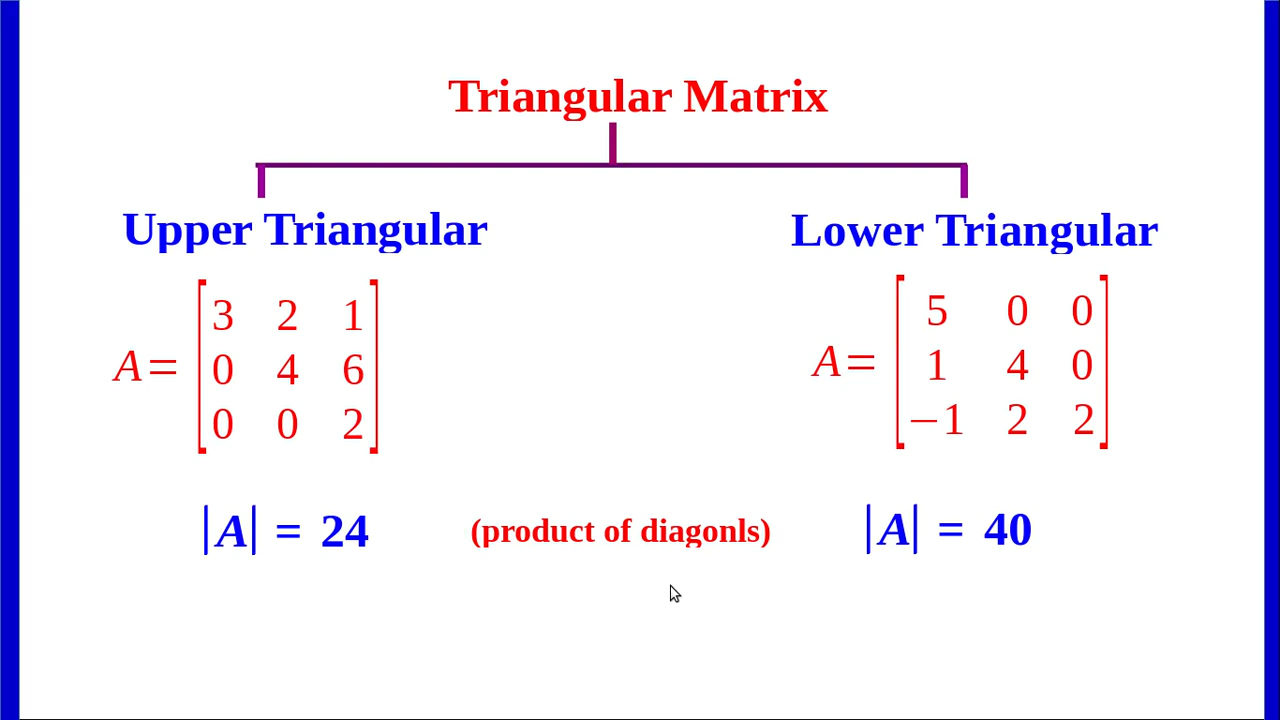 Triangular Matrix
Upper Triangular
Lower Triangular
A = [3 2 1
0 4 6
0 0 2]
A = [5 0 0
1 4 0
−1 2 2]
|A| = 24
(product of diagonls)
|A| = 40